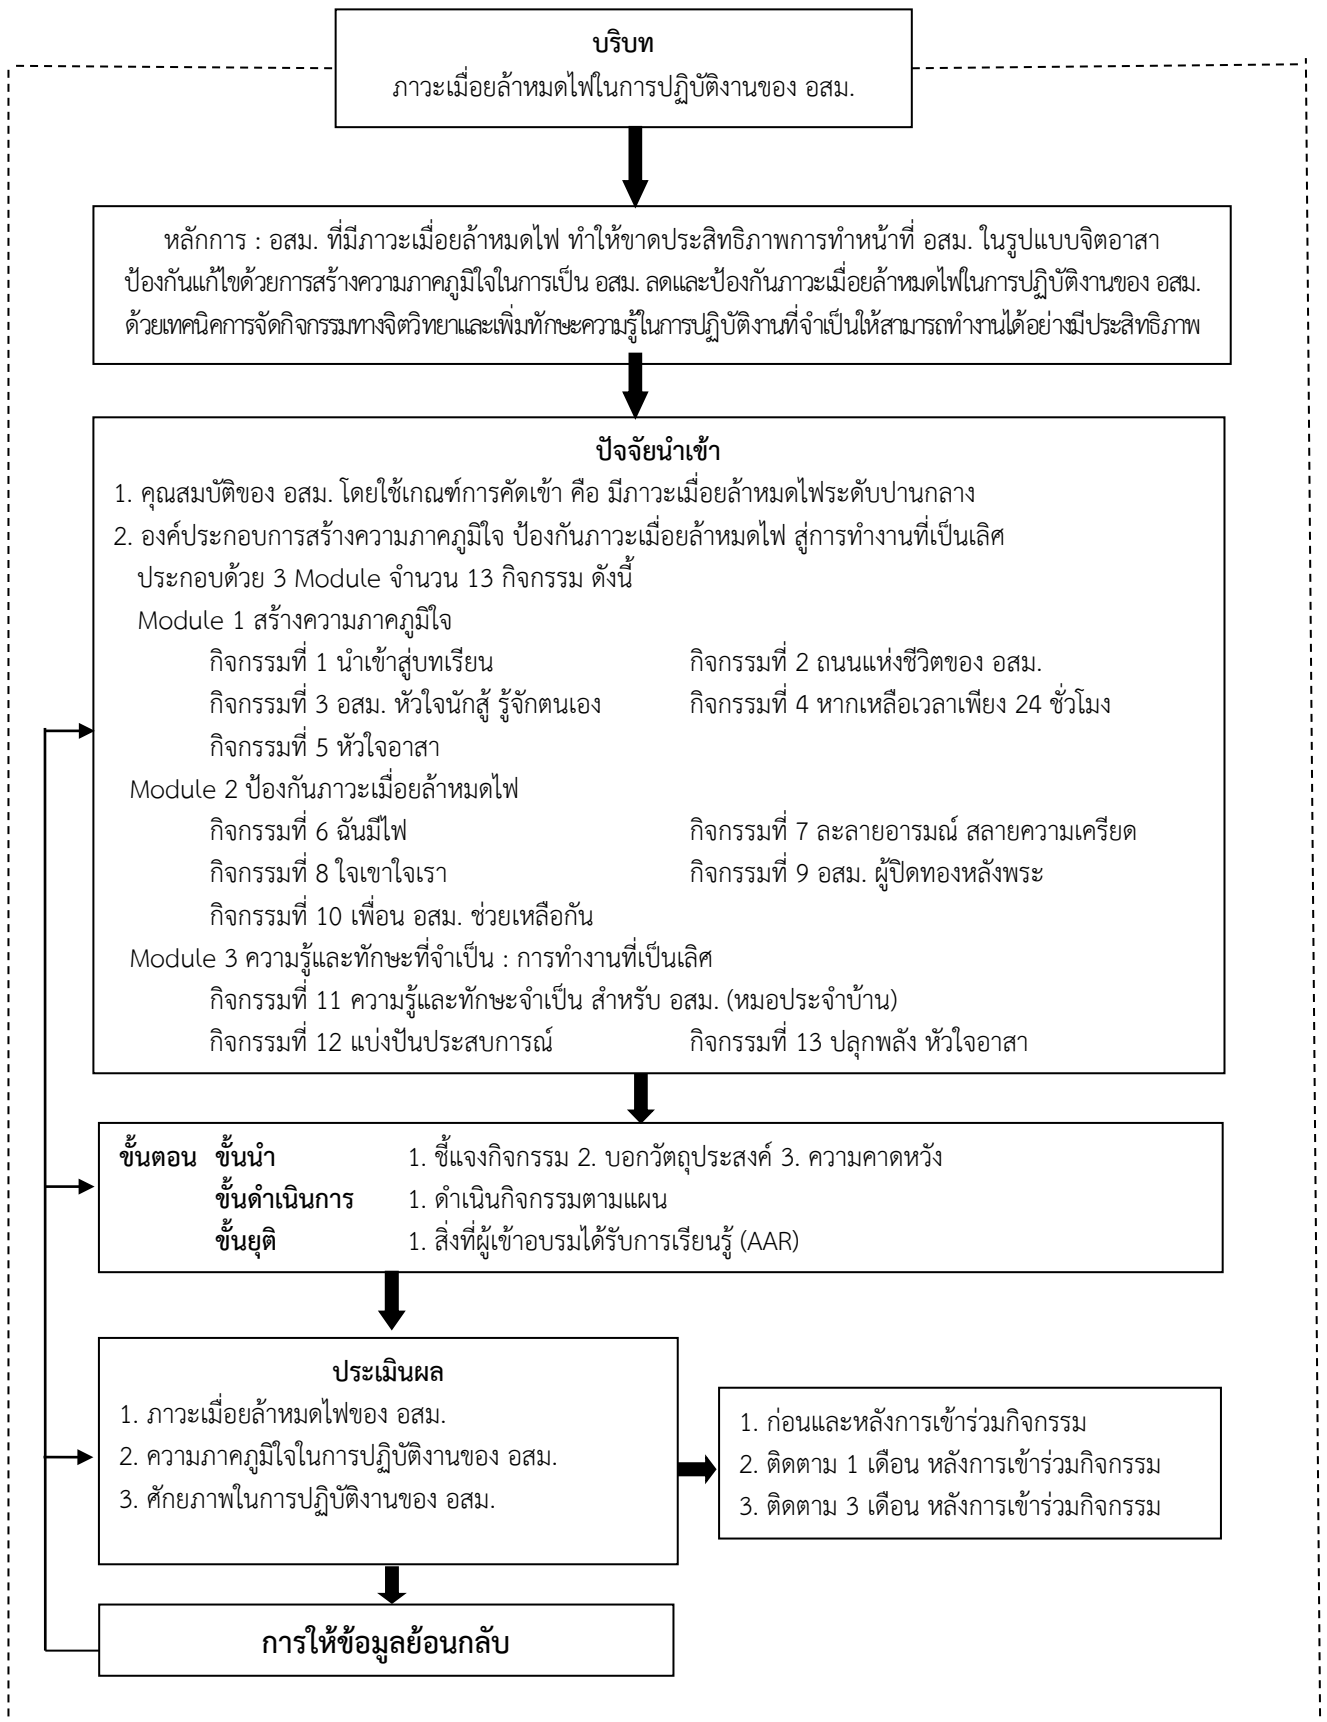 บริบท
ภาวะเมื่อยล้าหมดไฟในการปฏิบัติงานของ อสม.
หลักการ : อสม. ที่มีภาวะเมื่อยล้าหมดไฟ ทำให้ขาดประสิทธิภาพการทำหน้าที่ อสม. ในรูปแบบจิตอาสา
ป้องกันแก้ไขด้วยการสร้างความภาคภูมิใจในการเป็น อสม. ลดและป้องกันภาวะเมื่อยล้าหมดไฟในการปฏิบัติงานของ อสม.
ด้วยเทคนิคการจัดกิจกรรมทางจิตวิทยาและเพิ่มทักษะความรู้ในการปฏิบัติงานที่จำเป็นให้สามารถทำงานได้อย่างมีประสิทธิภาพ
ปัจจัยนำเข้า
1. คุณสมบัติของ อสม. โดยใช้เกณฑ์การคัดเข้า คือ มีภาวะเมื่อยล้าหมดไฟระดับปานกลาง
2. องค์ประกอบการสร้างความภาคภูมิใจ ป้องกันภาวะเมื่อยล้าหมดไฟ สู่การทำงานที่เป็นเลิศ
ประกอบด้วย 3 Module จำนวน 13 กิจกรรม ดังนี้
Module 1 สร้างความภาคภูมิใจ
กิจกรรมที่ 1 นำเข้าสู่บทเรียน กิจกรรมที่ 2 ถนนแห่งชีวิตของ อสม.
กิจกรรมที่ 3 อสม. หัวใจนักสู้ รู้จักตนเอง กิจกรรมที่ 4 หากเหลือเวลาเพียง 24 ชั่วโมง
กิจกรรมที่ 5 หัวใจอาสา
Module 2 ป้องกันภาวะเมื่อยล้าหมดไฟ
กิจกรรมที่ 6 ฉันมีไฟ กิจกรรมที่ 7 ละลายอารมณ์ สลายความเครียด
กิจกรรมที่ 8 ใจเขาใจเรา กิจกรรมที่ 9 อสม. ผู้ปิดทองหลังพระ
กิจกรรมที่ 10 เพื่อน อสม. ช่วยเหลือกัน
Module 3 ความรู้และทักษะที่จำเป็น : การทำงานที่เป็นเลิศ
กิจกรรมที่ 11 ความรู้และทักษะจำเป็น สำหรับ อสม. (หมอประจำบ้าน)
กิจกรรมที่ 12 แบ่งปันประสบการณ์ กิจกรรมที่ 13 ปลุกพลัง หัวใจอาสา
ขั้นตอน ขั้นนำ 1. ชี้แจงกิจกรรม 2. บอกวัตถุประสงค์ 3. ความคาดหวัง
ขั้นดำเนินการ 1. ดำเนินกิจกรรมตามแผน
ขั้นยุติ 1. สิ่งที่ผู้เข้าอบรมได้รับการเรียนรู้ (AAR)
ประเมินผล
1. ภาวะเมื่อยล้าหมดไฟของ อสม.
2. ความภาคภูมิใจในการปฏิบัติงานของ อสม.
3. ศักยภาพในการปฏิบัติงานของ อสม.
1. ก่อนและหลังการเข้าร่วมกิจกรรม
2. ติดตาม 1 เดือน หลังการเข้าร่วมกิจกรรม
3. ติดตาม 3 เดือน หลังการเข้าร่วมกิจกรรม
การให้ข้อมูลย้อนกลับ